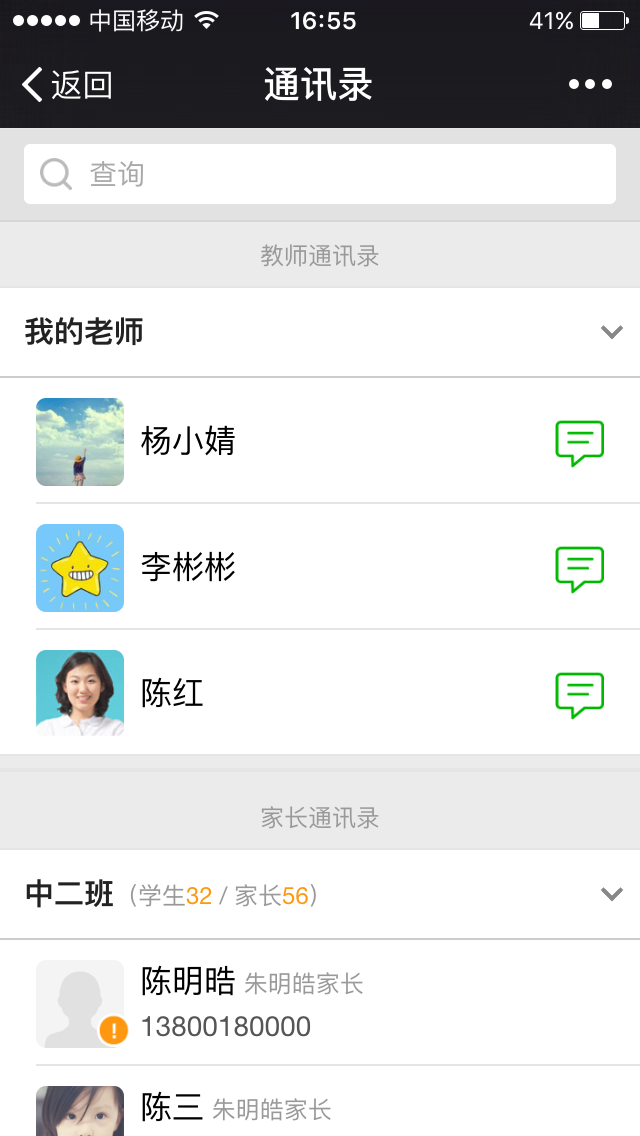 中国移动 16:55 41%
返回 通讯录
查询
教师通讯录
我的老师
杨小婧
李彬彬
陈红
家长通讯录
中二班（学生32 / 家长56）
陈明晧 朱明皓家长
13800180000
陈三 朱明皓家长